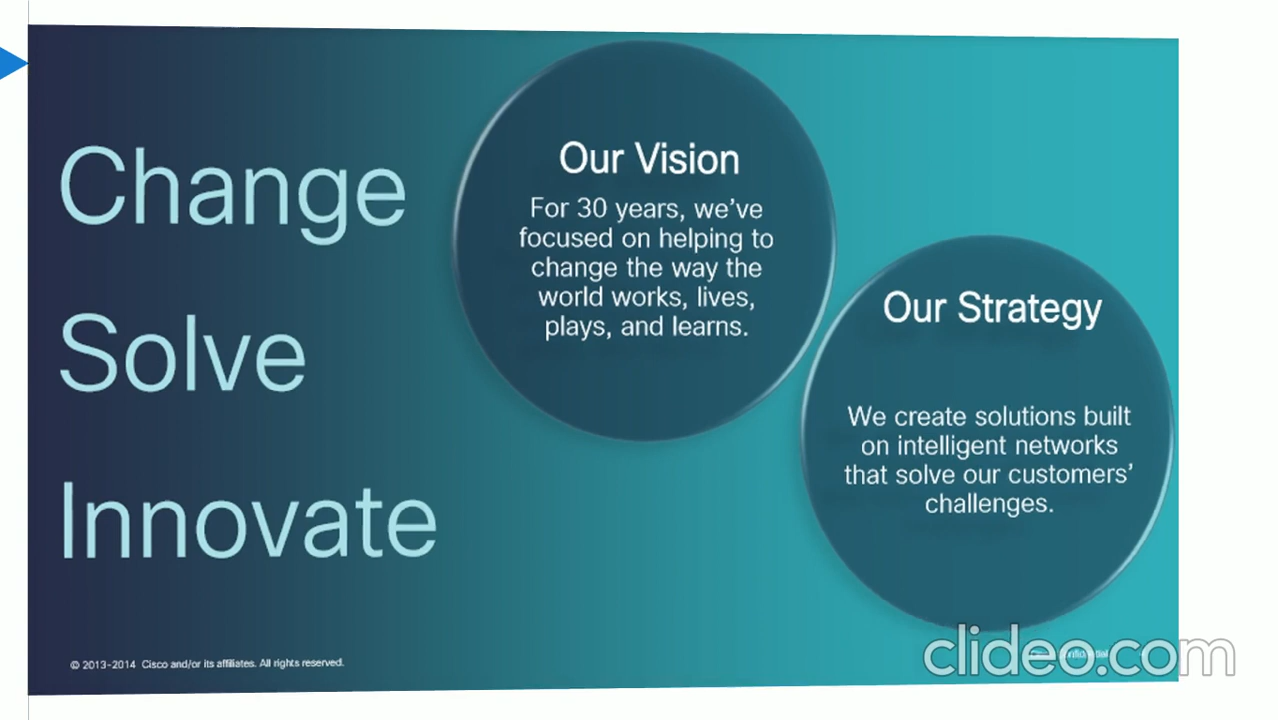 Change
Solve
Innovate
Our Vision
For 30 years, we’ve
focused on helping to
change the way the
world works, lives,
plays, and learns.
Our Strategy
We create solutions built
on intelligent networks
that solve our customers’
challenges.
© 2013-2014 Cisco and/or its affiliates. All rights reserved.
clideo.com